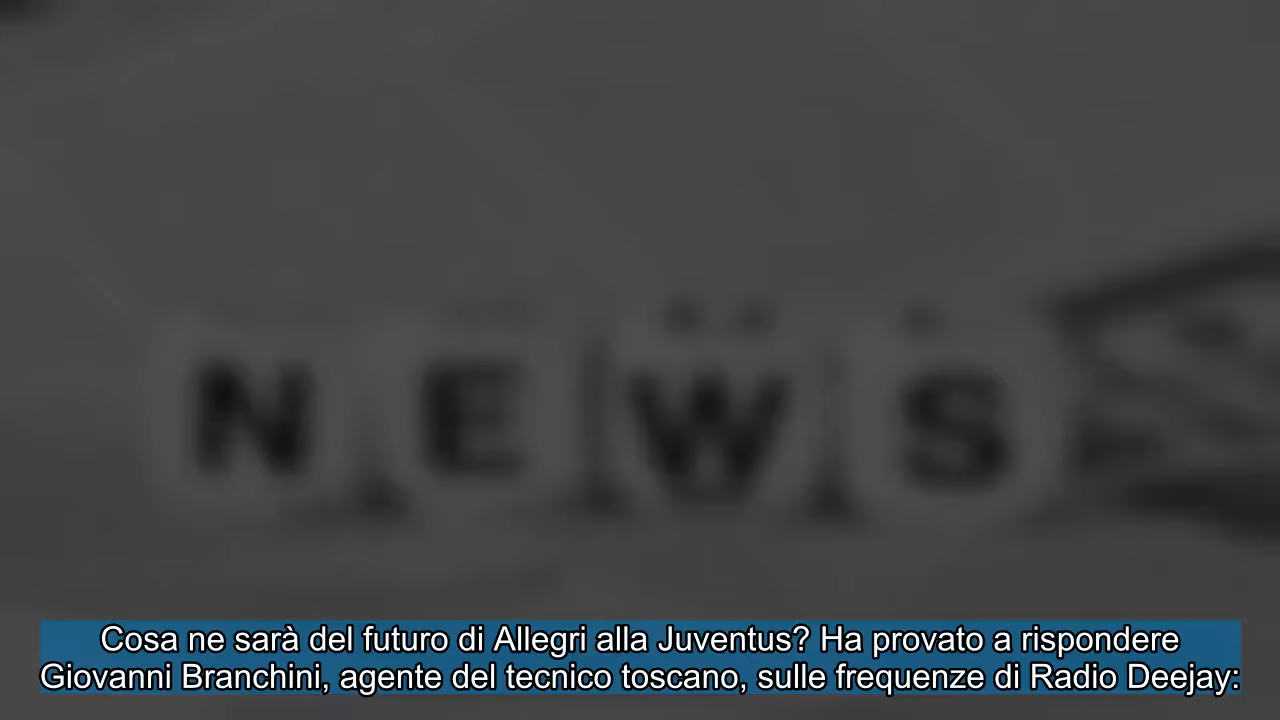 NEWS
Cosa ne sarà del futuro di Allegri alla Juventus? Ha provato a rispondere
Giovanni Branchini, agente del tecnico toscano, sulle frequenze di Radio Deejay: